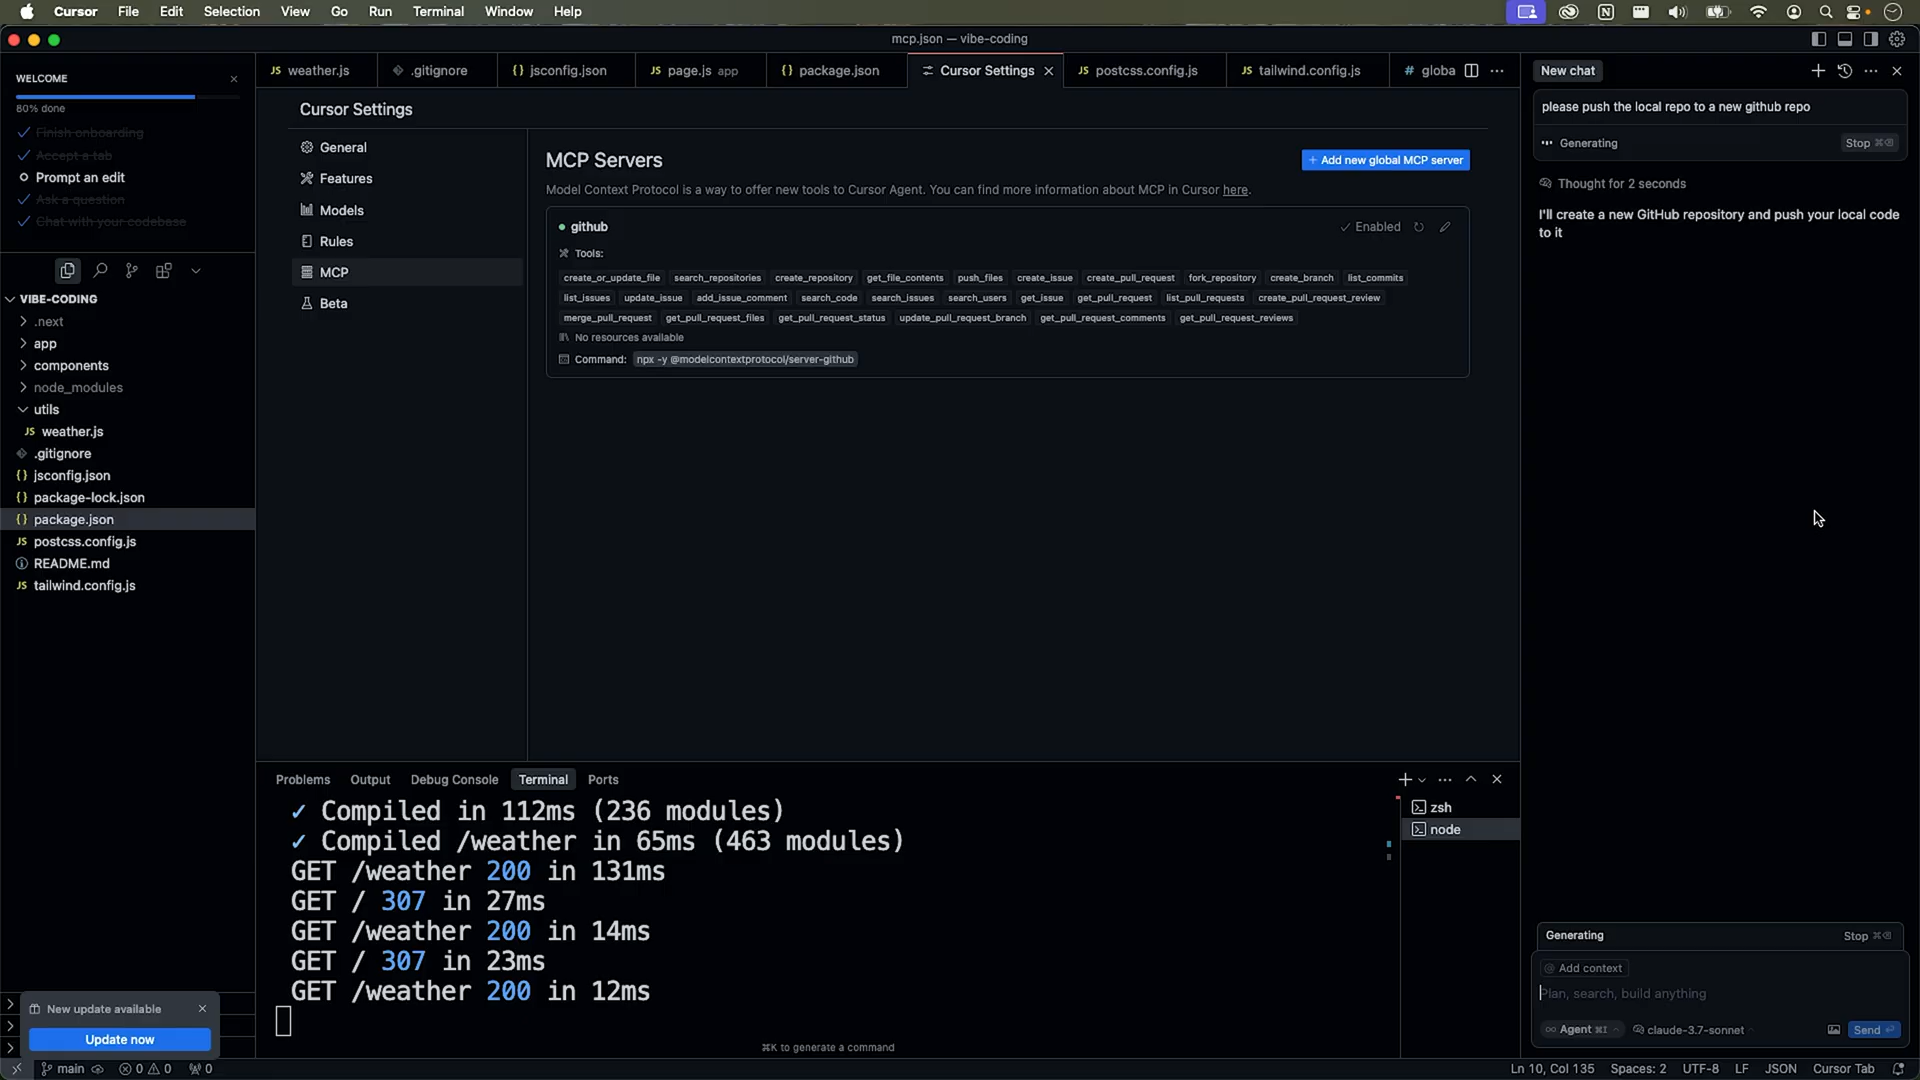 Cursor File Edit Selection View Go Run Terminal Window Help
mcp.json — vibe-coding
WELCOME
80% done
Finish onboarding
Accept a tab
Prompt an edit
Ask a question
Chat with your codebase
VIBE-CODING
.next
app
components
node_modules
utils
JS weather.js
.gitignore
{} jsconfig.json
{} package-lock.json
{} package.json
JS postcss.config.js
README.md
JS tailwind.config.js
New update available
Update now
JS weather.js
.gitignore
{} jsconfig.json
JS page.js app
{} package.json
Cursor Settings
JS postcss.config.js
JS tailwind.config.js
# globa
Cursor Settings
General
Features
Models
Rules
MCP
Beta
MCP Servers
+ Add new global MCP server
Model Context Protocol is a way to offer new tools to Cursor Agent. You can find more information about MCP in Cursor here.
github
Enabled
Tools:
create_or_update_file search_repositories create_repository get_file_contents push_files create_issue create_pull_request fork_repository create_branch list_commits
list_issues update_issue add_issue_comment search_code search_issues search_users get_issue get_pull_request list_pull_requests create_pull_request_review
merge_pull_request get_pull_request_files get_pull_request_status update_pull_request_branch get_pull_request_comments get_pull_request_reviews
No resources available
Command: npx -y @modelcontextprotocol/server-github
Problems Output Debug Console Terminal Ports
✓ Compiled in 112ms (236 modules)
✓ Compiled /weather in 65ms (463 modules)
GET /weather 200 in 131ms
GET / 307 in 27ms
GET /weather 200 in 14ms
GET / 307 in 23ms
GET /weather 200 in 12ms
⌘K to generate a command
zsh
node
New chat
please push the local repo to a new github repo
Generating
Stop ⌘⌫
Thought for 2 seconds
I'll create a new GitHub repository and push your local code
to it
Generating
Stop ⌘⌫
@ Add context
Plan, search, build anything
∞ Agent ⌘I
claude-3.7-sonnet
Send
main
0 0
0
Ln 10, Col 135
Spaces: 2
UTF-8
LF
JSON
Cursor Tab